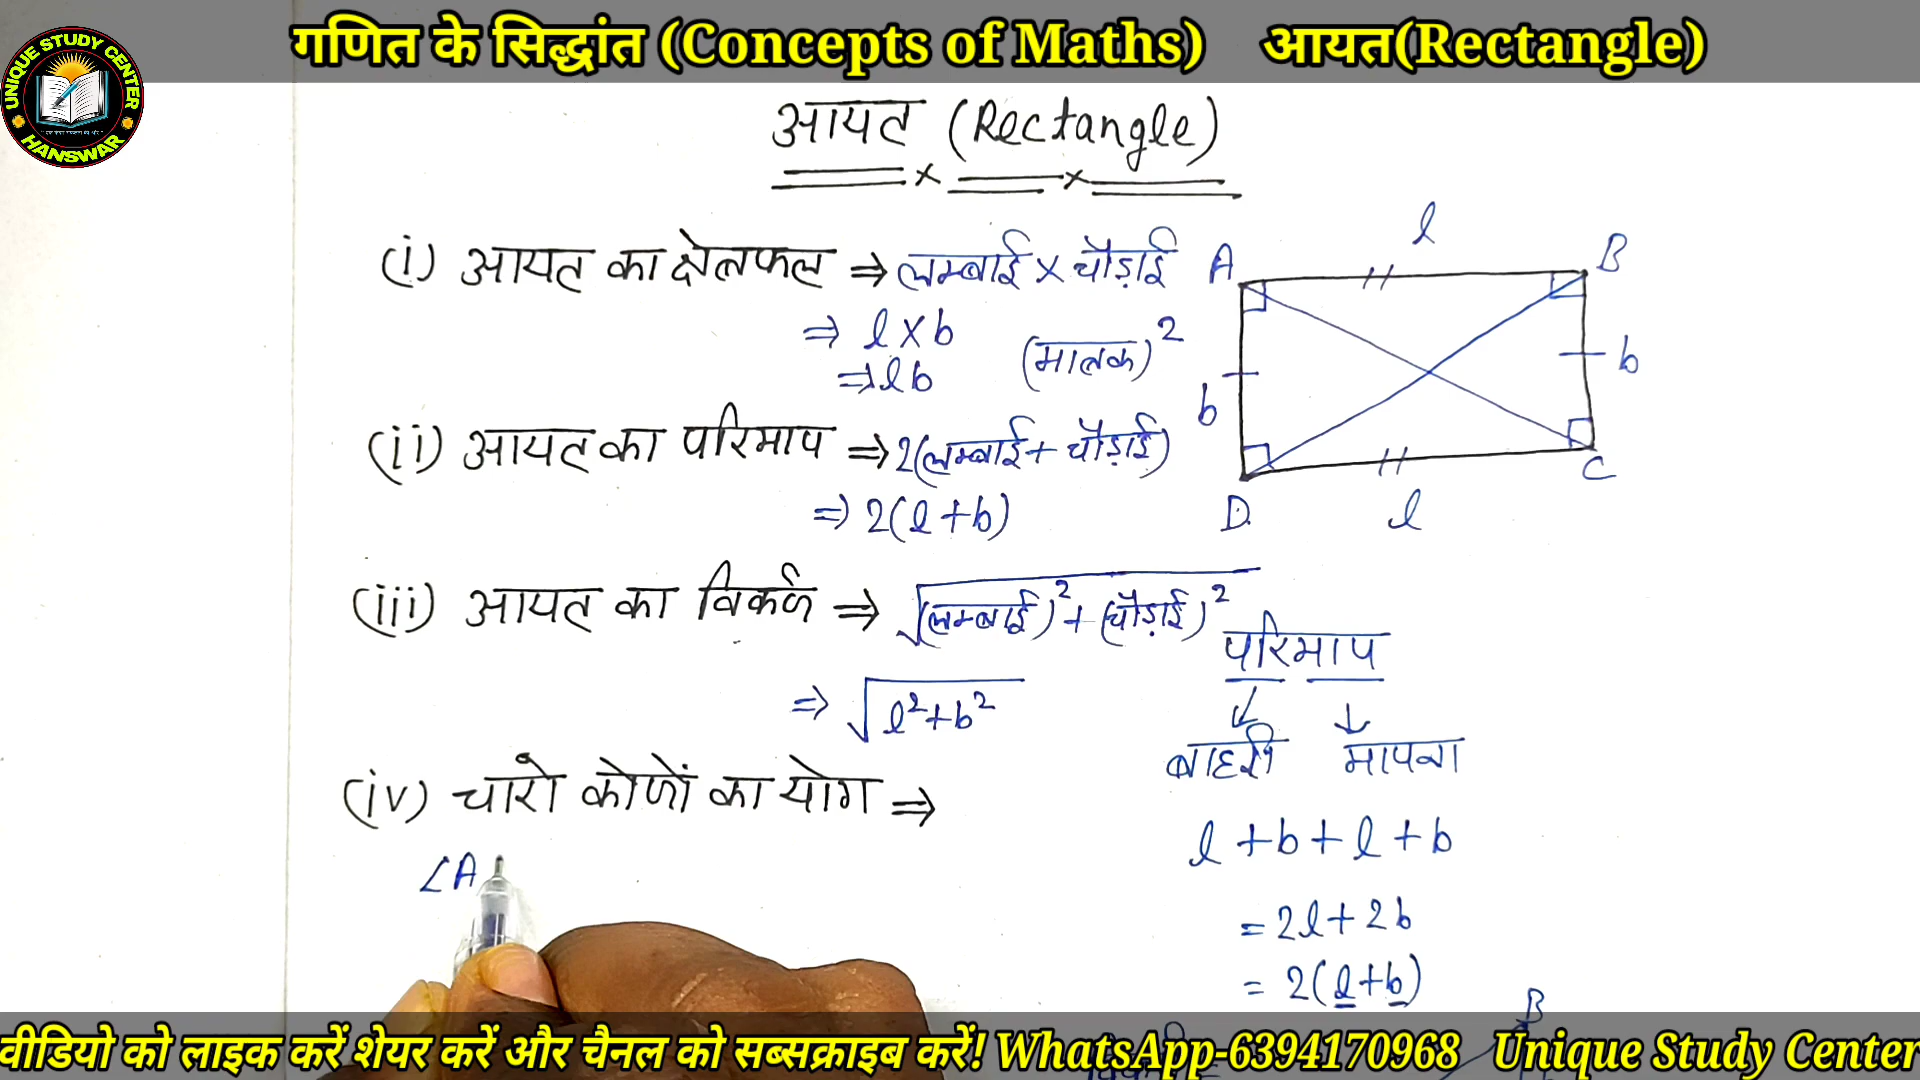 गणित के सिद्धांत (Concepts of Maths) आयत(Rectangle)
UNIQUE STUDY CENTER
HANSWAR
आयत (Rectangle)
(i) आयत का क्षेत्रफल ⇒ लम्बाई × चौड़ाई
⇒ l × b
⇒ lb (मात्रक)²
(ii) आयत का परिमाप ⇒ 2(लम्बाई + चौड़ाई)
⇒ 2(l + b)
(iii) आयत का विकर्ण ⇒ √(लम्बाई)² + (चौड़ाई)²
⇒ √l² + b²
(iv) चारो कोणों का योग ⇒
∠A
l
A B
b b
D. l C
परिमाप
↓ ↓
बाहरी मापना
l + b + l + b
= 2l + 2b
= 2(l + b)
B
वीडियो को लाइक करें शेयर करें और चैनल को सब्सक्राइब करें! WhatsApp-6394170968 Unique Study Center